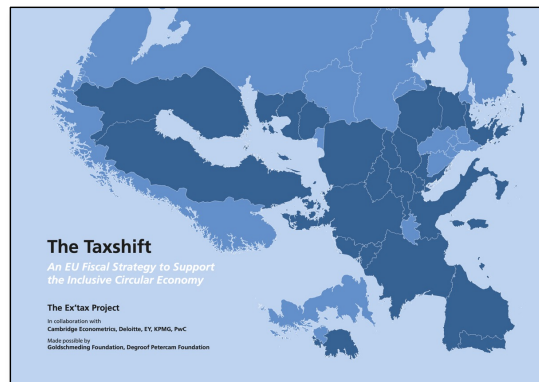 The Taxshift
An EU Fiscal Strategy to Support
the Inclusive Circular Economy
The Ex'tax Project
In collaboration with
Cambridge Econometrics, Deloitte, EY, KPMG, PwC
Made possible by
Goldschmeding Foundation, Degroof Petercam Foundation